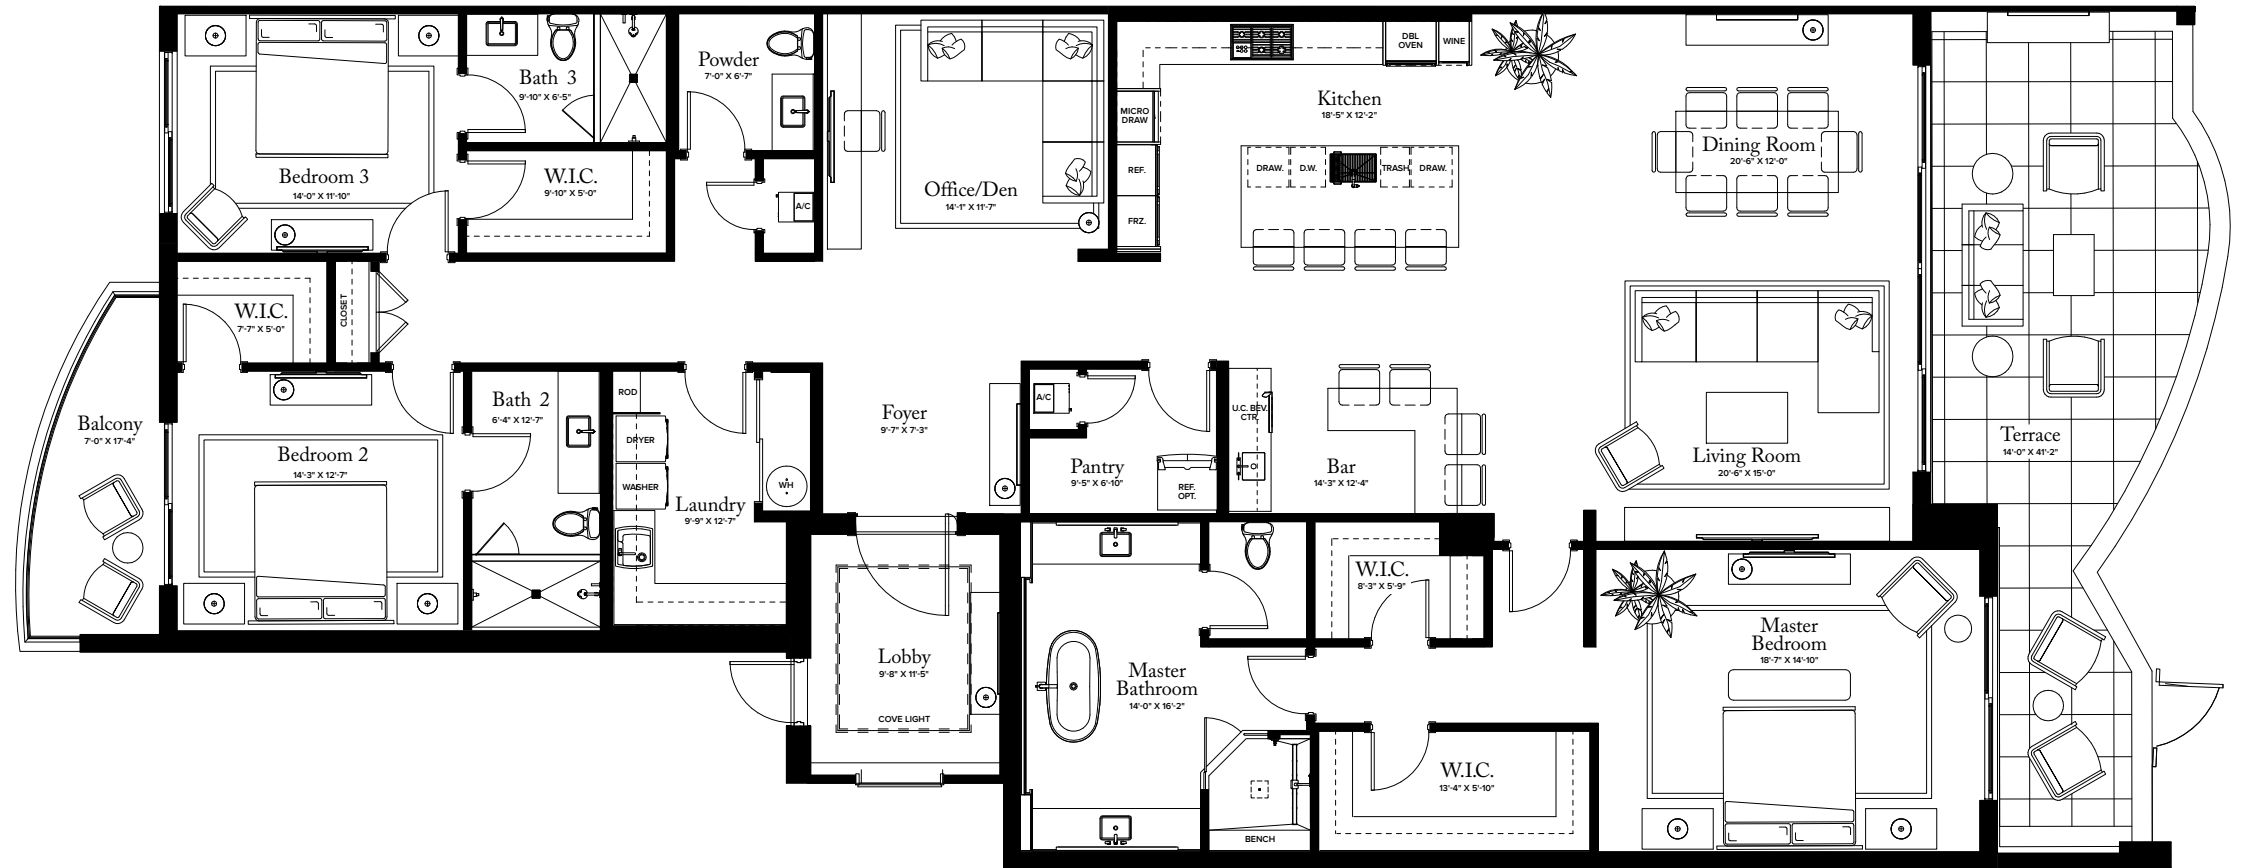 Bath 3
9'-10" X 6'-5"
Powder
7'-0" X 6'-7"
DBL
OVEN
WINE
Kitchen
18'-5" X 12'-2"
MICRO
DRAW
Dining Room
20'-6" X 12'-0"
Bedroom 3
14'-0" X 11'-10"
W.I.C.
9'-10" X 5'-0"
A/C
Office/Den
14'-1" X 11'-7"
REF.
FRZ.
DRAW.
D.W.
TRASH
DRAW.
W.I.C.
7'-7" X 5'-0"
CLOSET
Balcony
7'-0" X 17'-4"
Bedroom 2
14'-3" X 12'-7"
Bath 2
6'-4" X 12'-7"
ROD
DRYER
WASHER
Laundry
9'-9" X 12'-7"
WH
Foyer
9'-7" X 7'-3"
A/C
Pantry
9'-5" X 6'-10"
REF.
OPT.
U.C. BEV.
CTR.
Bar
14'-3" X 12'-4"
Living Room
20'-6" X 15'-0"
Terrace
14'-0" X 41'-2"
Lobby
9'-8" X 11'-5"
COVE LIGHT
Master
Bathroom
14'-0" X 16'-2"
W.I.C.
8'-3" X 5'-9"
Master
Bedroom
18'-7" X 14'-10"
W.I.C.
13'-4" X 5'-10"
BENCH